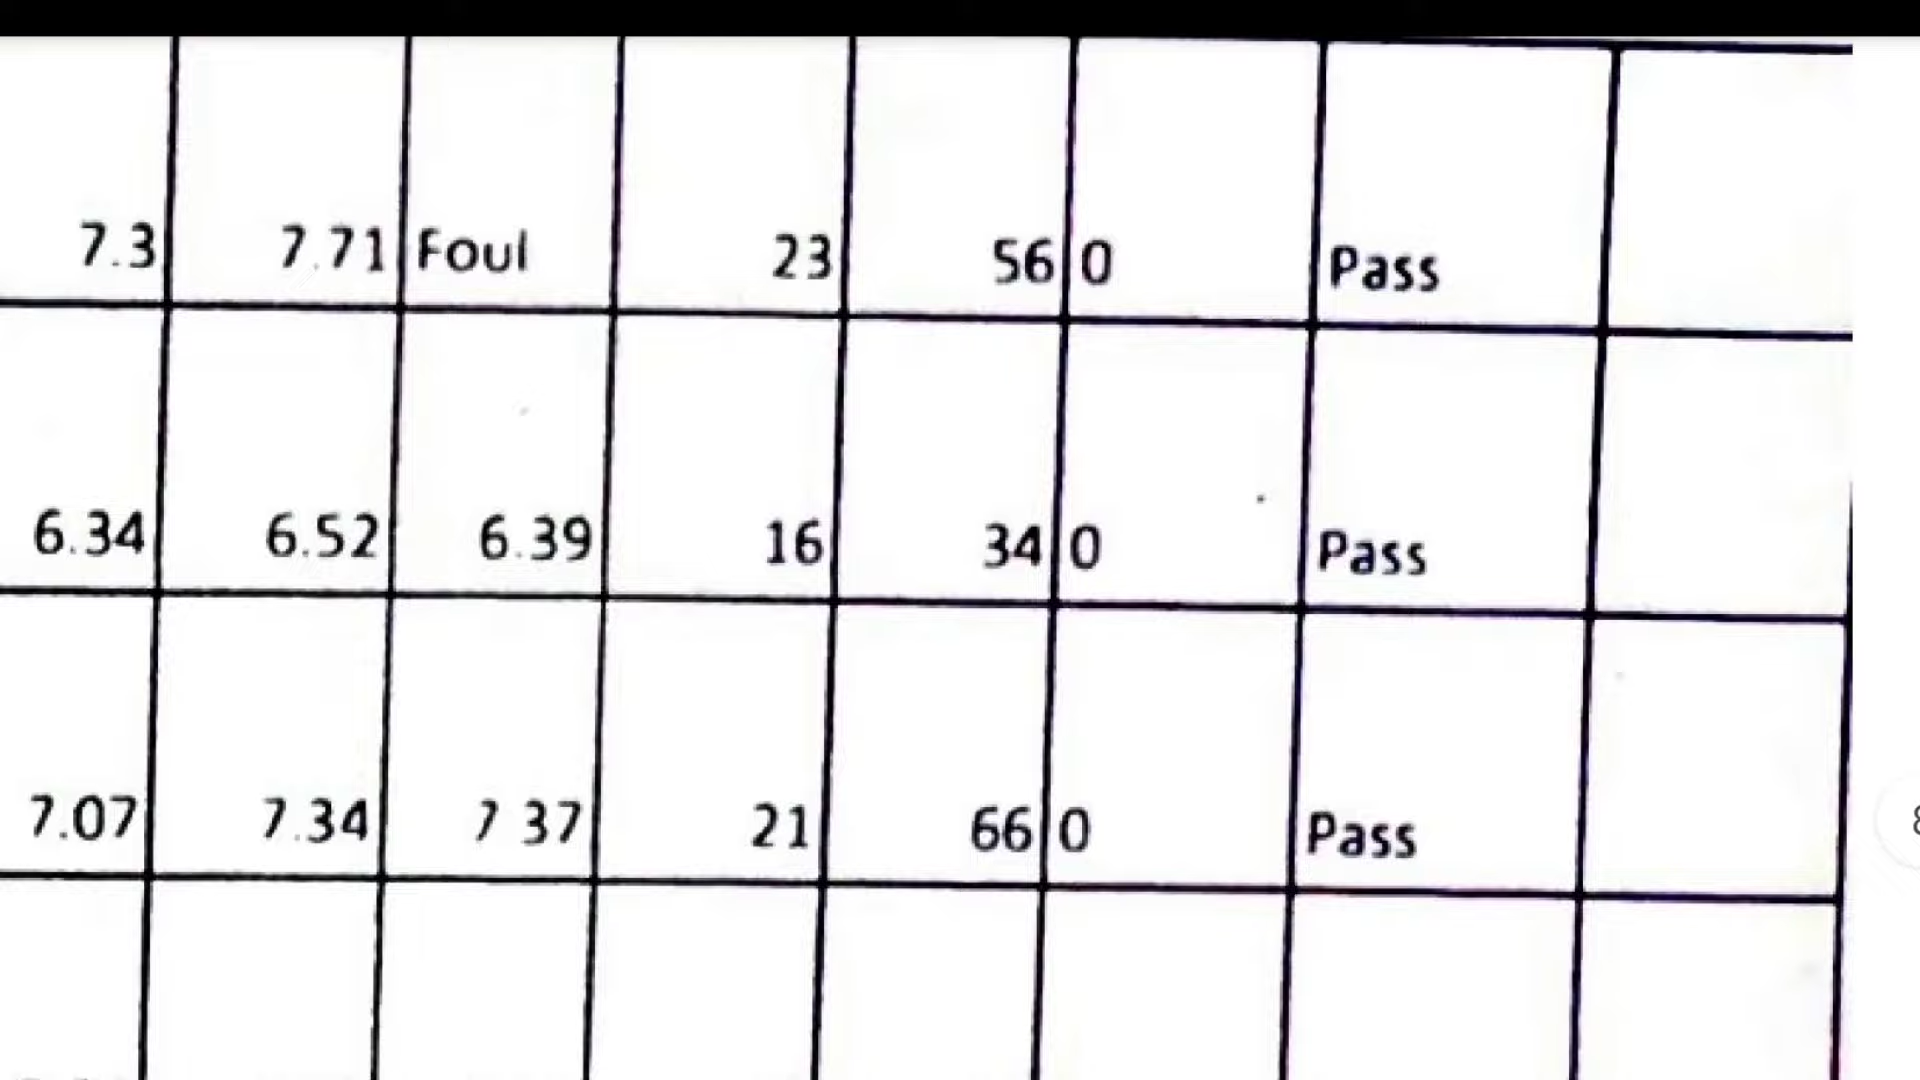 7.3 7.71 Foul 23 56 0 Pass
6.34 6.52 6.39 16 34 0 Pass
7.07 7.34 7 37 21 66 0 Pass